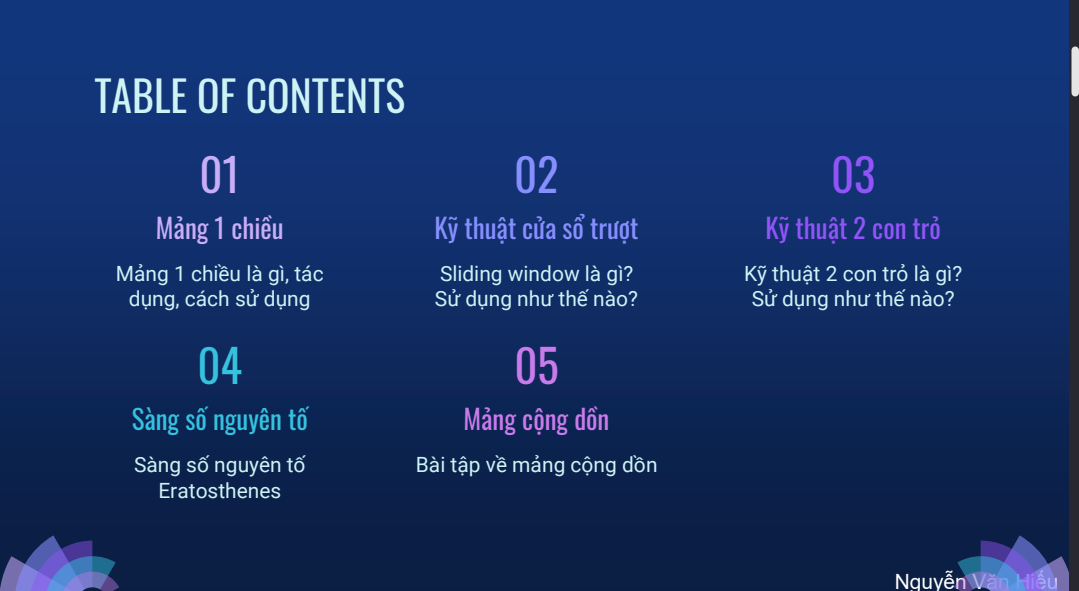 TABLE OF CONTENTS
01
Mảng 1 chiều
Mảng 1 chiều là gì, tác
dụng, cách sử dụng
02
Kỹ thuật cửa sổ trượt
Sliding window là gì?
Sử dụng như thế nào?
03
Kỹ thuật 2 con trỏ
Kỹ thuật 2 con trỏ là gì?
Sử dụng như thế nào?
04
Sàng số nguyên tố
Sàng số nguyên tố
Eratosthenes
05
Mảng cộng dồn
Bài tập về mảng cộng dồn
Nguyễn Văn Hiếu